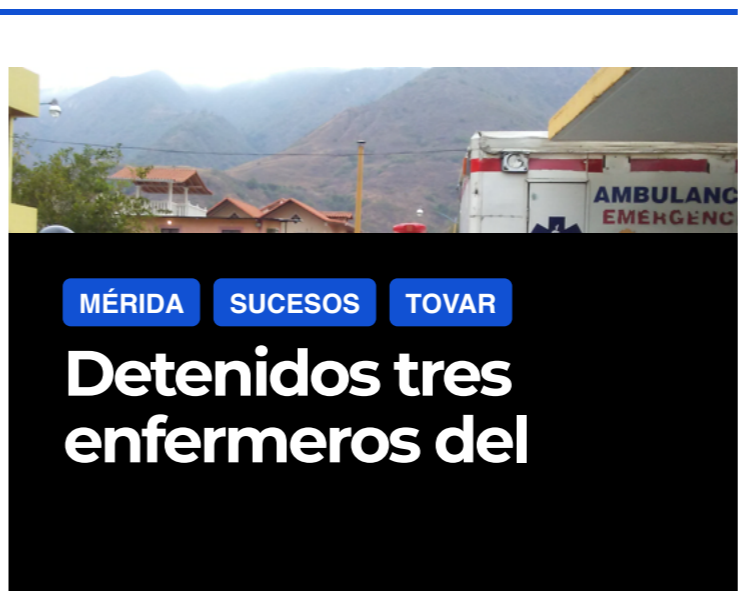 AMBULANC
EMERGENC
MÉRIDA SUCESOS TOVAR
Detenidos tres
enfermeros del